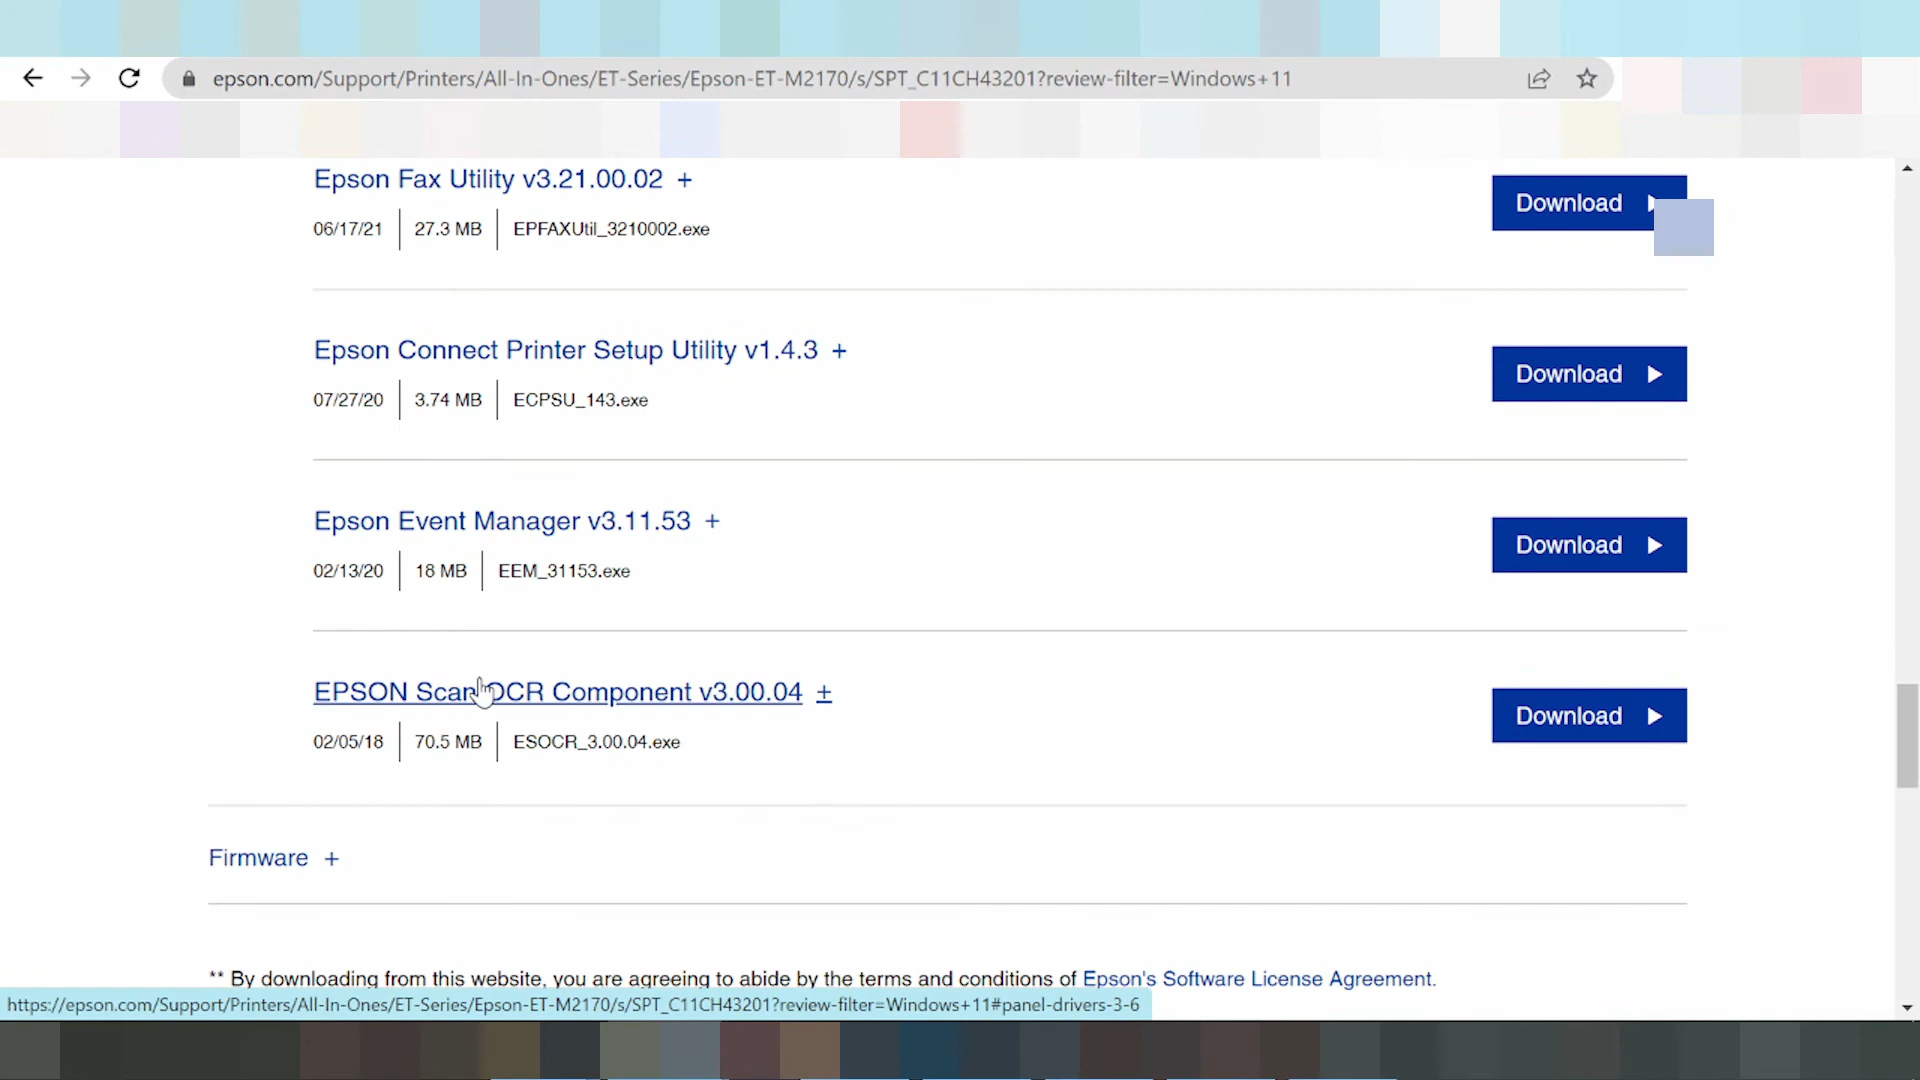 epson.com/Support/Printers/All-In-Ones/ET-Series/Epson-ET-M2170/s/SPT_C11CH43201?review-filter=Windows+11
Epson Fax Utility v3.21.00.02 +
Download
06/17/21 27.3 MB EPFAXUtil_3210002.exe
Epson Connect Printer Setup Utility v1.4.3 +
Download
07/27/20 3.74 MB ECPSU_143.exe
Epson Event Manager v3.11.53 +
Download
02/13/20 18 MB EEM_31153.exe
EPSON Scan OCR Component v3.00.04 +
Download
02/05/18 70.5 MB ESOCR_3.00.04.exe
Firmware +
** By downloading from this website, you are agreeing to abide by the terms and conditions of Epson's Software License Agreement.
https://epson.com/Support/Printers/All-In-Ones/ET-Series/Epson-ET-M2170/s/SPT_C11CH43201?review-filter=Windows+11#panel-drivers-3-6